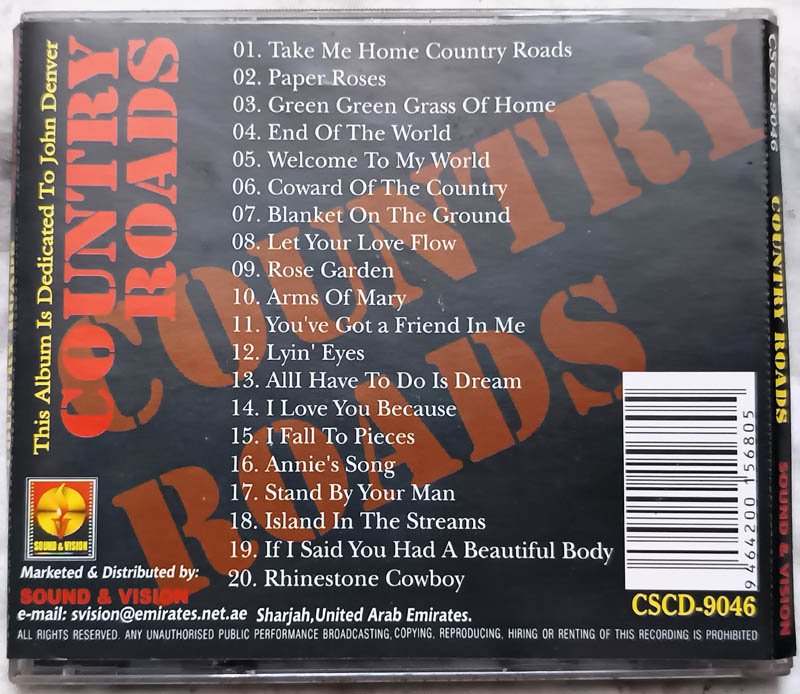 This Album Is Dedicated To John Denver
COUNTRY
ROADS
01. Take Me Home Country Roads
02. Paper Roses
03. Green Green Grass Of Home
04. End Of The World
05. Welcome To My World
06. Coward Of The Country
07. Blanket On The Ground
08. Let Your Love Flow
09. Rose Garden
10. Arms Of Mary
11. You've Got a Friend In Me
12. Lyin' Eyes
13. AllI Have To Do Is Dream
14. I Love You Because
15. I Fall To Pieces
16. Annie's Song
17. Stand By Your Man
18. Island In The Streams
19. If I Said You Had A Beautiful Body
20. Rhinestone Cowboy
COUNTRY
ROADS
SOUND & VISION
Marketed & Distributed by:
SOUND & VISION
e-mail: svision@emirates.net.ae Sharjah,United Arab Emirates.
ALL RIGHTS RESERVED. ANY UNAUTHORISED PUBLIC PERFORMANCE BROADCASTING, COPYING, REPRODUCING, HIRING OR RENTING OF THIS RECORDING IS PROHIBITED
9464200 156805
CSCD-9046
CSCD-9046
COUNTRY ROADS
SOUND & VISION